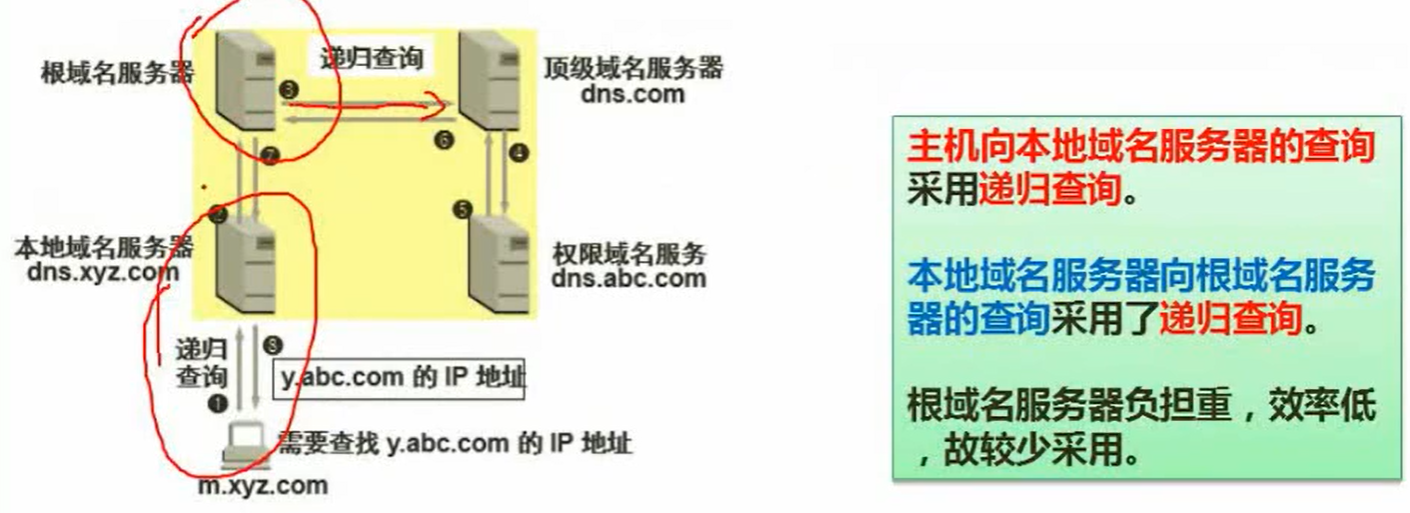 递归查询
根域名服务器
顶级域名服务器
dns.com
❸
❻
❼
❹
❷
❺
本地域名服务器
dns.xyz.com
权限域名服务
dns.abc.com
递归
查询
❽
❶
y.abc.com 的 IP 地址
需要查找 y.abc.com 的 IP 地址
m.xyz.com
主机向本地域名服务器的查询
采用递归查询。
本地域名服务器向根域名服务
器的查询采用了递归查询。
根域名服务器负担重，效率低
，故较少采用。